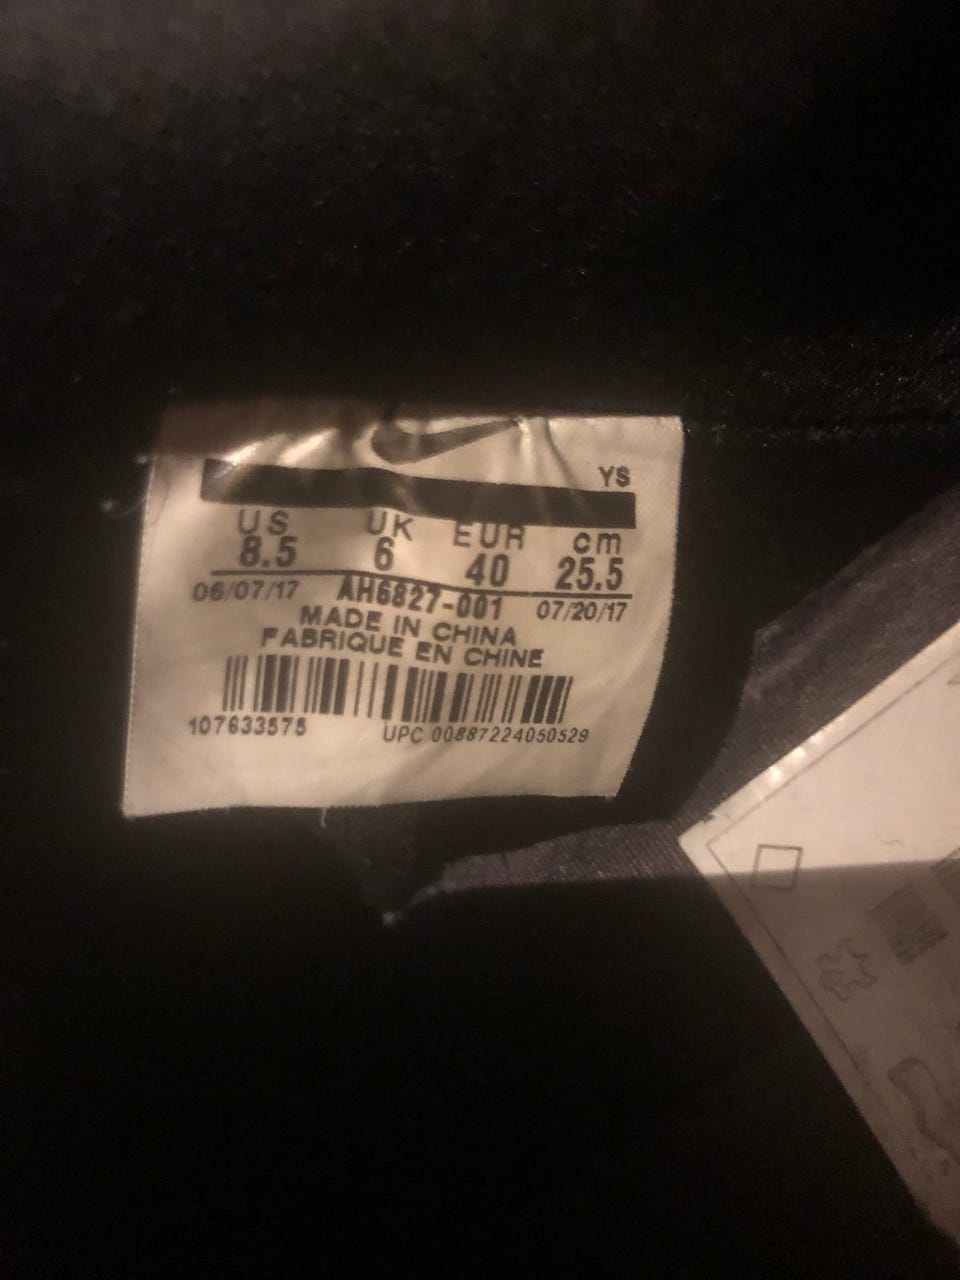 YS
US UK EUR cm
8.5 6 40 25.5
06/07/17 AH6827-001 07/20/17
MADE IN CHINA
FABRIQUE EN CHINE
107633575 UPC 00887224050529